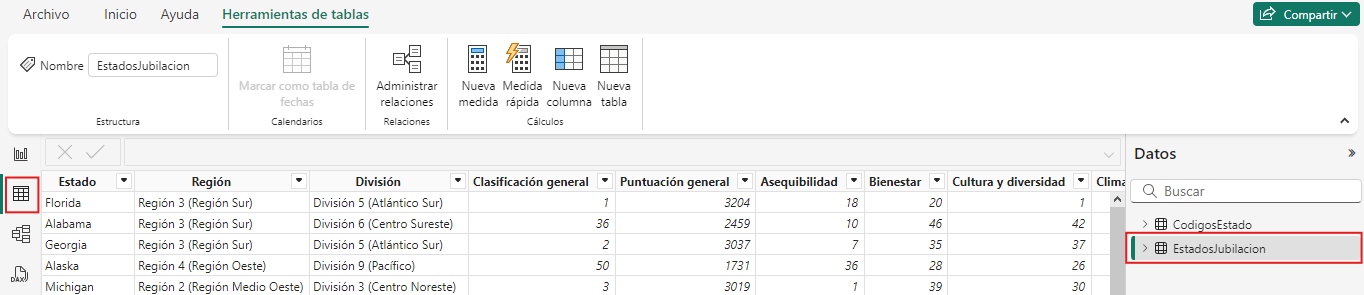 Archivo Inicio Ayuda Herramientas de tablas Compartir
Nombre EstadosJubilacion
Marcar como tabla de
fechas
Administrar
relaciones
Nueva
medida
Medida
rápida
Nueva
columna
Nueva
tabla
Estructura Calendarios Relaciones Cálculos
Datos
Buscar
CodigosEstado
EstadosJubilacion
DAX
Estado Región División Clasificación general Puntuación general Asequibilidad Bienestar Cultura y diversidad Clima
Florida Región 3 (Región Sur) División 5 (Atlántico Sur) 1 3204 18 20 1
Alabama Región 3 (Región Sur) División 6 (Centro Sureste) 36 2459 10 46 42
Georgia Región 3 (Región Sur) División 5 (Atlántico Sur) 2 3037 7 35 37
Alaska Región 4 (Región Oeste) División 9 (Pacífico) 50 1731 36 28 26
Michigan Región 2 (Región Medio Oeste) División 3 (Centro Noreste) 3 3019 1 39 30